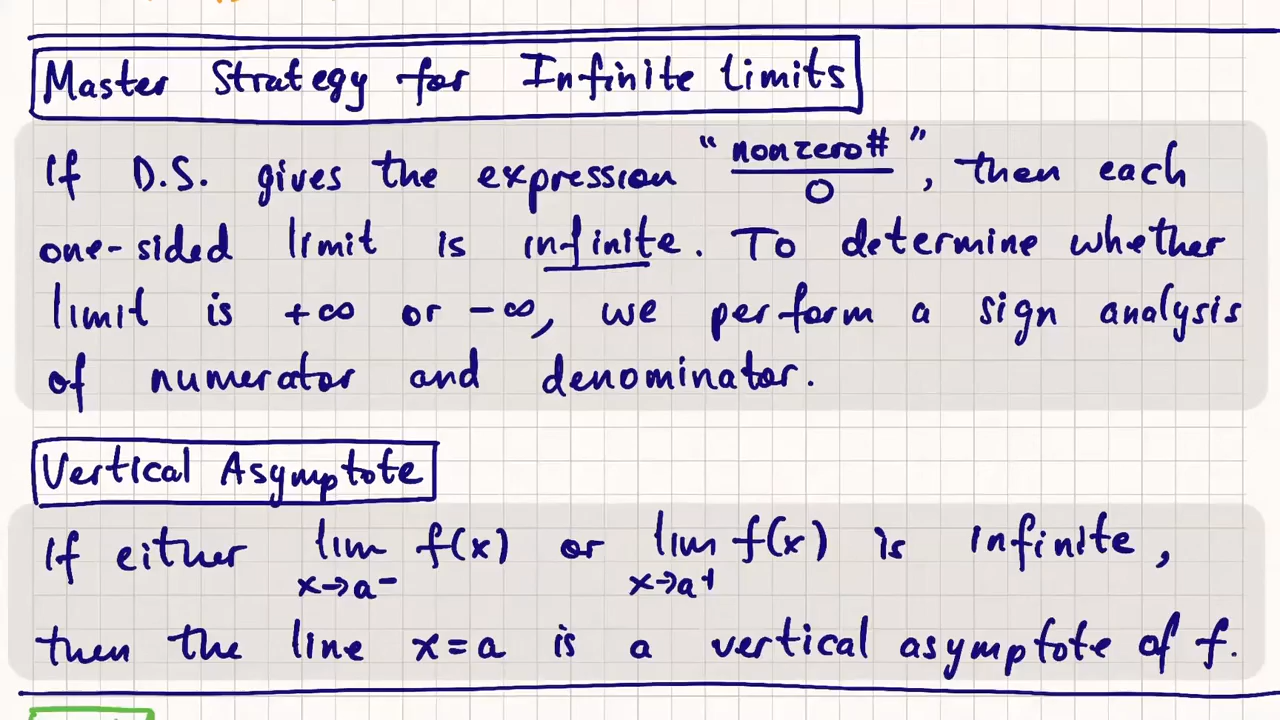 Master Strategy for Infinite Limits
If D.S. gives the expression "nonzero#/0", then each
one-sided limit is infinite. To determine whether
limit is +∞ or -∞, we perform a sign analysis
of numerator and denominator.
Vertical Asymptote
If either lim x→a⁻ f(x) or lim x→a⁺ f(x) is infinite,
then the line x=a is a vertical asymptote of f.